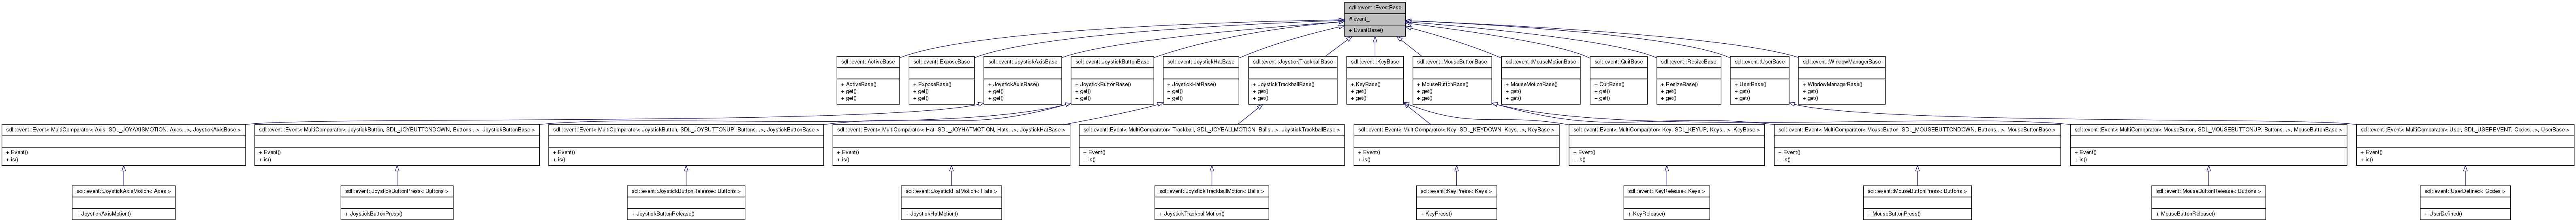 sdl::event::EventBase
# event_
+ EventBase()
sdl::event::ActiveBase
+ ActiveBase()
+ get()
+ get()
sdl::event::ExposeBase
+ ExposeBase()
+ get()
+ get()
sdl::event::JoystickAxisBase
+ JoystickAxisBase()
+ get()
+ get()
sdl::event::JoystickButtonBase
+ JoystickButtonBase()
+ get()
+ get()
sdl::event::JoystickHatBase
+ JoystickHatBase()
+ get()
+ get()
sdl::event::JoystickTrackballBase
+ JoystickTrackballBase()
+ get()
+ get()
sdl::event::KeyBase
+ KeyBase()
+ get()
+ get()
sdl::event::MouseButtonBase
+ MouseButtonBase()
+ get()
+ get()
sdl::event::MouseMotionBase
+ MouseMotionBase()
+ get()
+ get()
sdl::event::QuitBase
+ QuitBase()
+ get()
+ get()
sdl::event::ResizeBase
+ ResizeBase()
+ get()
+ get()
sdl::event::UserBase
+ UserBase()
+ get()
+ get()
sdl::event::WindowManagerBase
+ WindowManagerBase()
+ get()
+ get()
sdl::event::Event< MultiComparator< Axis, SDL_JOYAXISMOTION, Axes...>, JoystickAxisBase >
+ Event()
+ is()
sdl::event::Event< MultiComparator< JoystickButton, SDL_JOYBUTTONDOWN, Buttons...>, JoystickButtonBase >
+ Event()
+ is()
sdl::event::Event< MultiComparator< JoystickButton, SDL_JOYBUTTONUP, Buttons...>, JoystickButtonBase >
+ Event()
+ is()
sdl::event::Event< MultiComparator< Hat, SDL_JOYHATMOTION, Hats...>, JoystickHatBase >
+ Event()
+ is()
sdl::event::Event< MultiComparator< Trackball, SDL_JOYBALLMOTION, Balls...>, JoystickTrackballBase >
+ Event()
+ is()
sdl::event::Event< MultiComparator< Key, SDL_KEYDOWN, Keys...>, KeyBase >
+ Event()
+ is()
sdl::event::Event< MultiComparator< Key, SDL_KEYUP, Keys...>, KeyBase >
+ Event()
+ is()
sdl::event::Event< MultiComparator< MouseButton, SDL_MOUSEBUTTONDOWN, Buttons...>, MouseButtonBase >
+ Event()
+ is()
sdl::event::Event< MultiComparator< MouseButton, SDL_MOUSEBUTTONUP, Buttons...>, MouseButtonBase >
+ Event()
+ is()
sdl::event::Event< MultiComparator< User, SDL_USEREVENT, Codes...>, UserBase >
+ Event()
+ is()
sdl::event::JoystickAxisMotion< Axes >
+ JoystickAxisMotion()
sdl::event::JoystickButtonPress< Buttons >
+ JoystickButtonPress()
sdl::event::JoystickButtonRelease< Buttons >
+ JoystickButtonRelease()
sdl::event::JoystickHatMotion< Hats >
+ JoystickHatMotion()
sdl::event::JoystickTrackballMotion< Balls >
+ JoystickTrackballMotion()
sdl::event::KeyPress< Keys >
+ KeyPress()
sdl::event::KeyRelease< Keys >
+ KeyRelease()
sdl::event::MouseButtonPress< Buttons >
+ MouseButtonPress()
sdl::event::MouseButtonRelease< Buttons >
+ MouseButtonRelease()
sdl::event::UserDefined< Codes >
+ UserDefined()